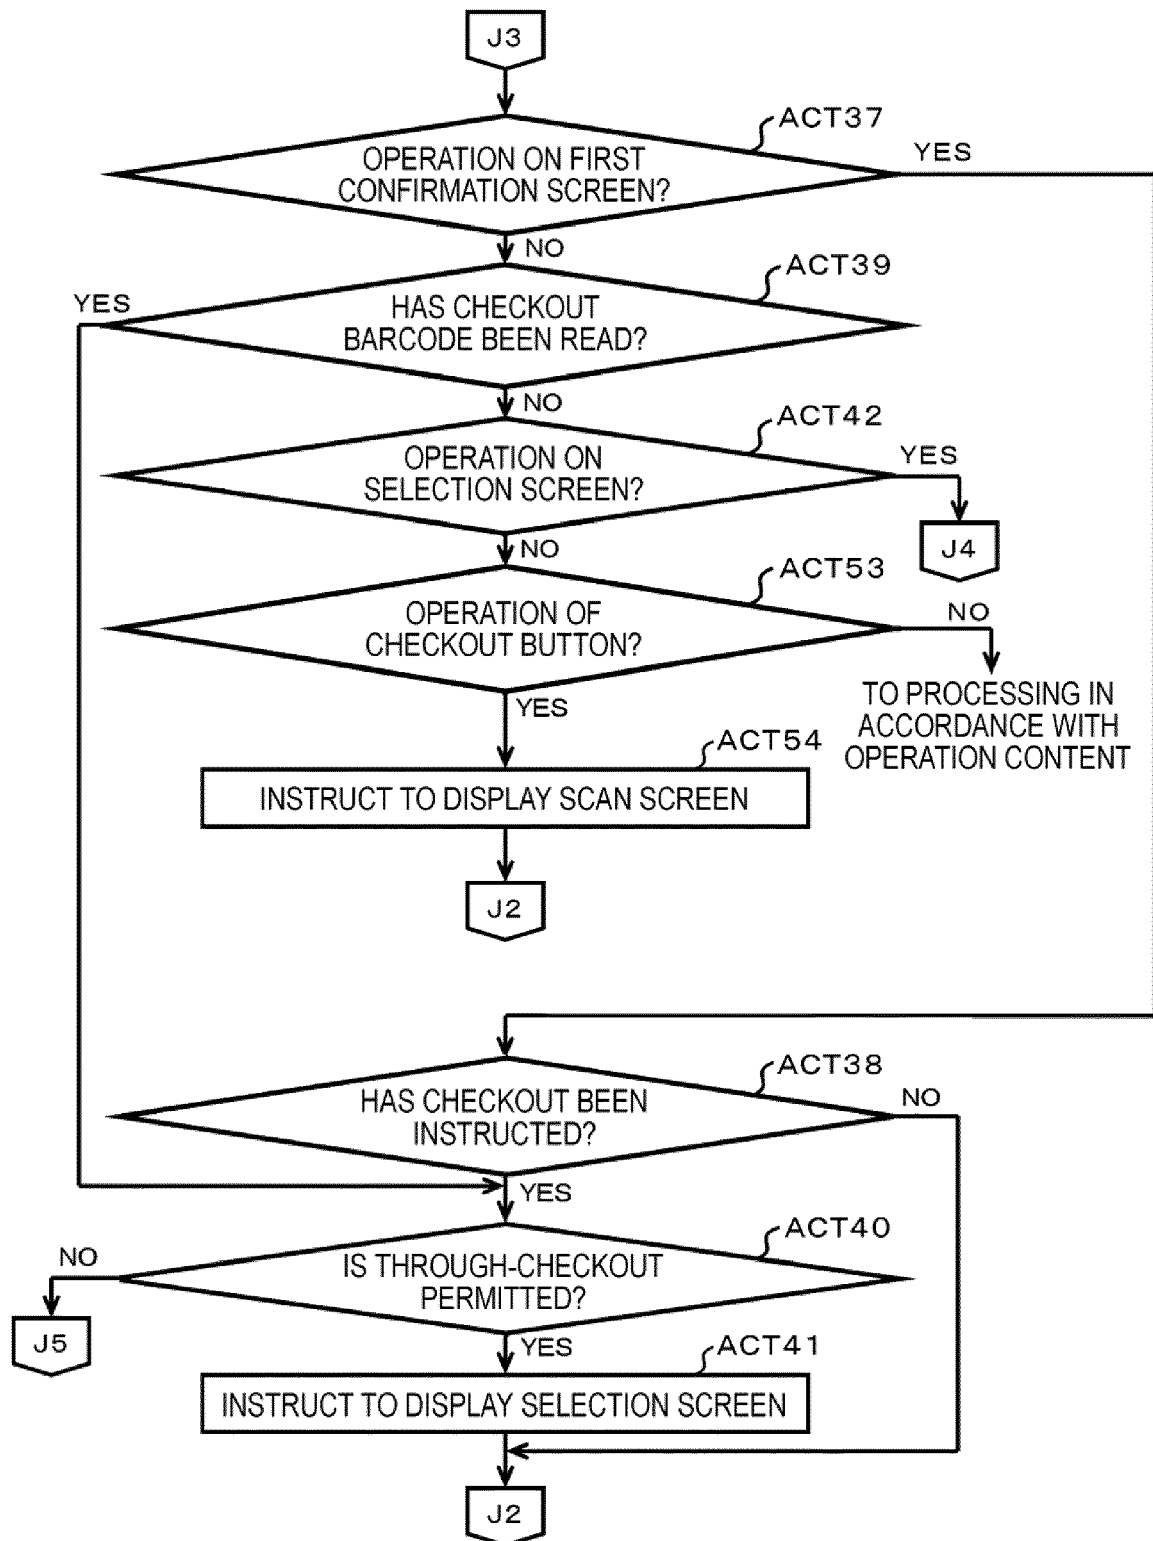 J3
ACT37
OPERATION ON FIRST
CONFIRMATION SCREEN?
YES
NO
ACT39
YES
HAS CHECKOUT
BARCODE BEEN READ?
NO
ACT42
OPERATION ON
SELECTION SCREEN?
YES
J4
NO
ACT53
OPERATION OF
CHECKOUT BUTTON?
NO
TO PROCESSING IN
ACCORDANCE WITH
OPERATION CONTENT
YES
ACT54
INSTRUCT TO DISPLAY SCAN SCREEN
J2
ACT38
HAS CHECKOUT BEEN
INSTRUCTED?
NO
YES
ACT40
NO
IS THROUGH-CHECKOUT
PERMITTED?
J5
YES
ACT41
INSTRUCT TO DISPLAY SELECTION SCREEN
J2